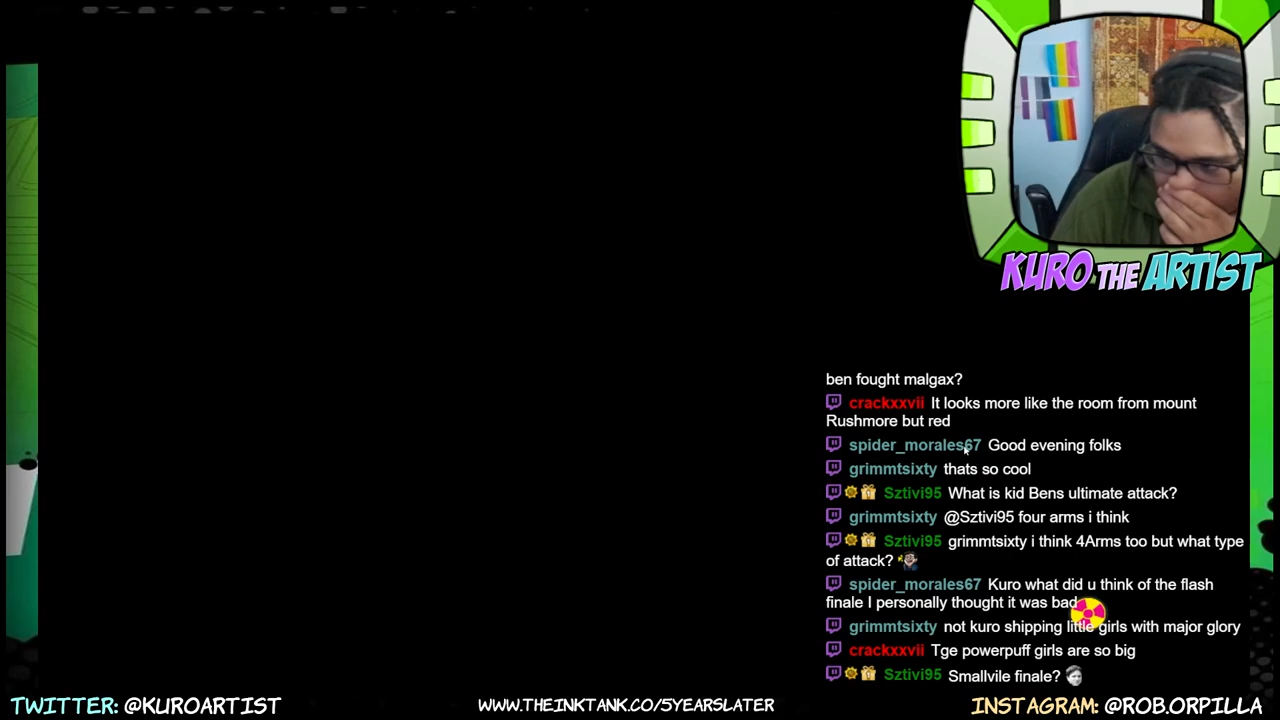 KURO THE ARTIST
ben fought malgax?
crackxxvii It looks more like the room from mount
Rushmore but red
spider_morales67 Good evening folks
grimmtsixty thats so cool
Sztivi95 What is kid Bens ultimate attack?
grimmtsixty @Sztivi95 four arms i think
Sztivi95 grimmtsixty i think 4Arms too but what type
of attack?
spider_morales67 Kuro what did u think of the flash
finale I personally thought it was bad
grimmtsixty not kuro shipping little girls with major glory
crackxxvii Tge powerpuff girls are so big
Sztivi95 Smallvile finale?
TWITTER: @KUROARTIST WWW.THEINKTANK.CO/5YEARSLATER INSTAGRAM: @ROB.ORPILLA